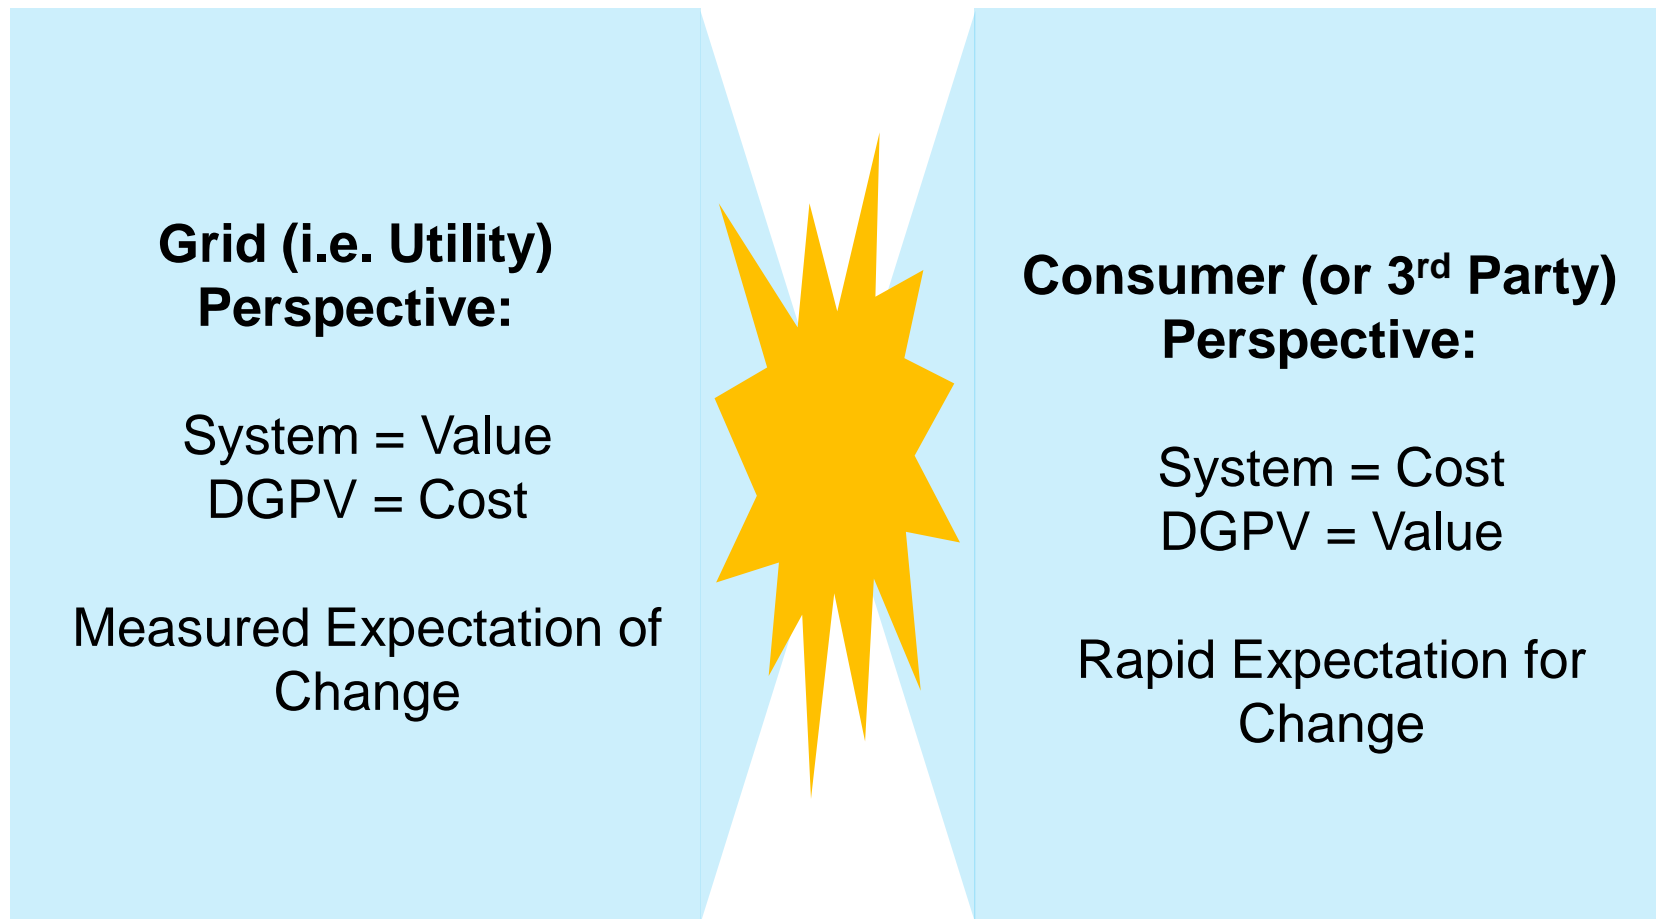 Grid (i.e. Utility)
Perspective:
System = Value
DGPV = Cost
Measured Expectation of
Change
Consumer (or 3rd Party)
Perspective:
System = Cost
DGPV = Value
Rapid Expectation for
Change